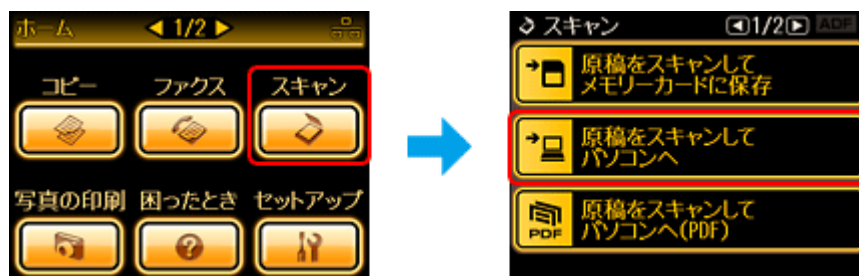 ホーム
◀ 1/2 ▶
コピー
ファクス
スキャン
写真の印刷
困ったとき
セットアップ
スキャン
◀1/2▶
ADF
原稿をスキャンして
メモリーカードに保存
原稿をスキャンして
パソコンへ
PDF
原稿をスキャンして
パソコンへ(PDF)